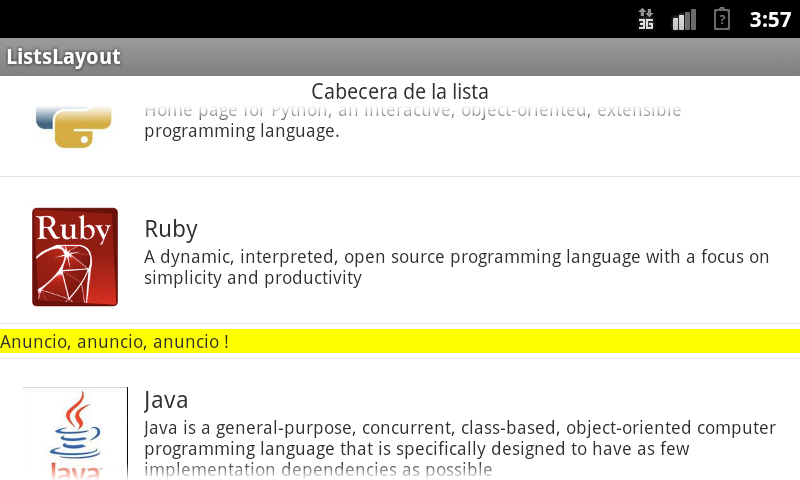 3G
?
3:57
ListsLayout
Cabecera de la lista
Home page for Python, an interactive, object-oriented, extensible
programming language.
Ruby
Ruby
A dynamic, interpreted, open source programming language with a focus on
simplicity and productivity
Anuncio, anuncio, anuncio !
Java
Java
Java is a general-purpose, concurrent, class-based, object-oriented computer
programming language that is specifically designed to have as few
implementation dependencies as possible